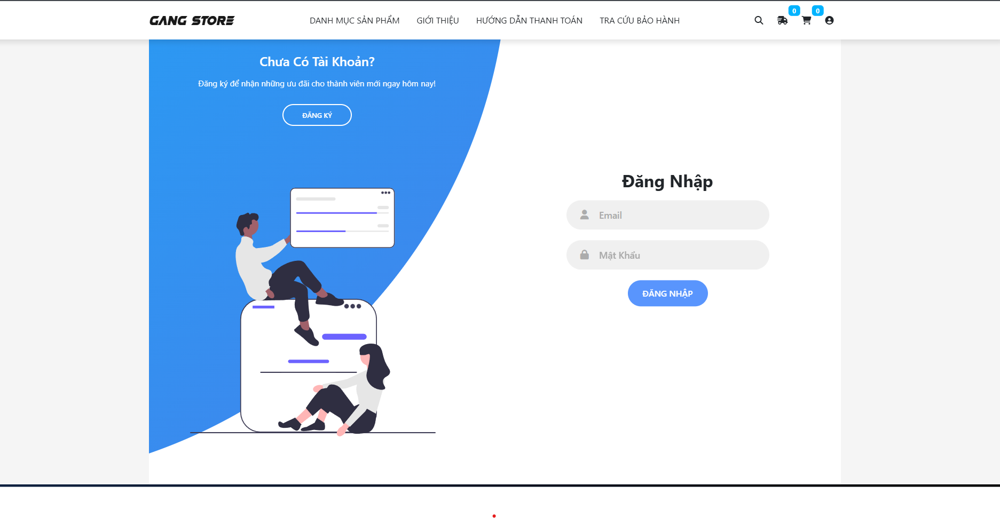 GANG STORE
DANH MỤC SẢN PHẨM
GIỚI THIỆU
HƯỚNG DẪN THANH TOÁN
TRA CỨU BẢO HÀNH
0
0
Chưa Có Tài Khoản?
Đăng ký để nhận những ưu đãi cho thành viên mới ngay hôm nay!
ĐĂNG KÝ
Đăng Nhập
Email
Mật Khẩu
ĐĂNG NHẬP